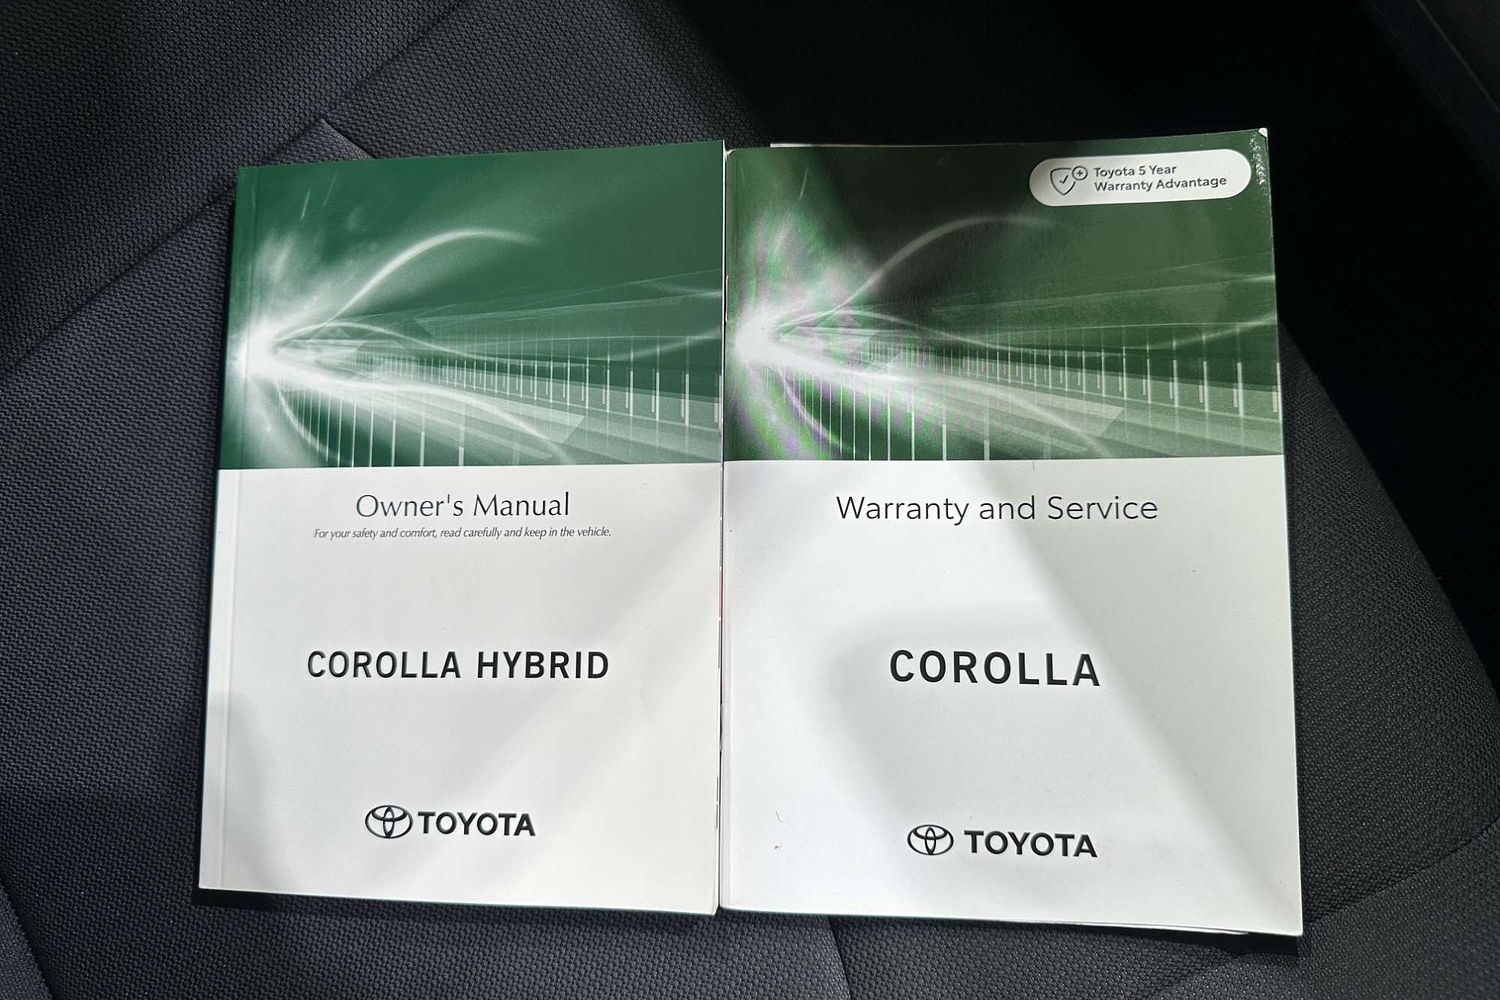 Owner's Manual
For your safety and comfort, read carefully and keep in the vehicle.
COROLLA HYBRID
TOYOTA
Toyota 5 Year
Warranty Advantage
Warranty and Service
COROLLA
TOYOTA